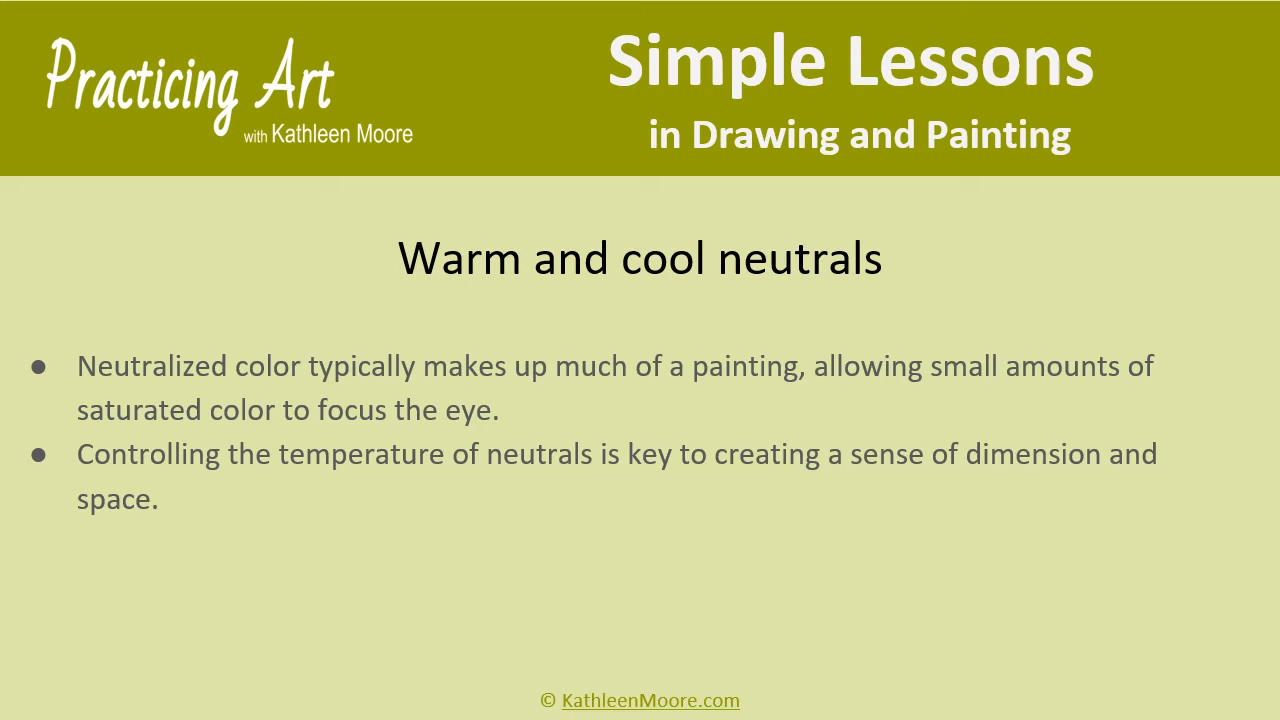 Practicing Art
with Kathleen Moore
Simple Lessons
in Drawing and Painting
Warm and cool neutrals
● Neutralized color typically makes up much of a painting, allowing small amounts of
saturated color to focus the eye.
● Controlling the temperature of neutrals is key to creating a sense of dimension and
space.
© KathleenMoore.com